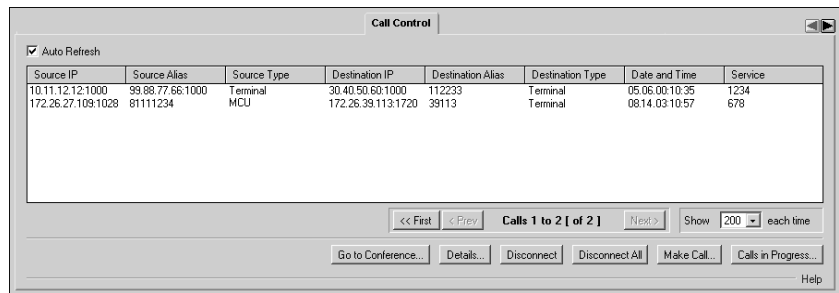 Call Control
Auto Refresh
Source IP Source Alias Source Type Destination IP Destination Alias Destination Type Date and Time Service
10.11.12.12:1000 99.88.77.66:1000 Terminal 30.40.50.60:1000 112233 Terminal 05.06.00:10:35 1234
172.26.27.109:1028 81111234 MCU 172.26.39.113:1720 39113 Terminal 08.14.03:10:57 678
<< First < Prev Calls 1 to 2 [ of 2 ] Next > Show 200 each time
Go to Conference... Details... Disconnect Disconnect All Make Call... Calls in Progress...
Help